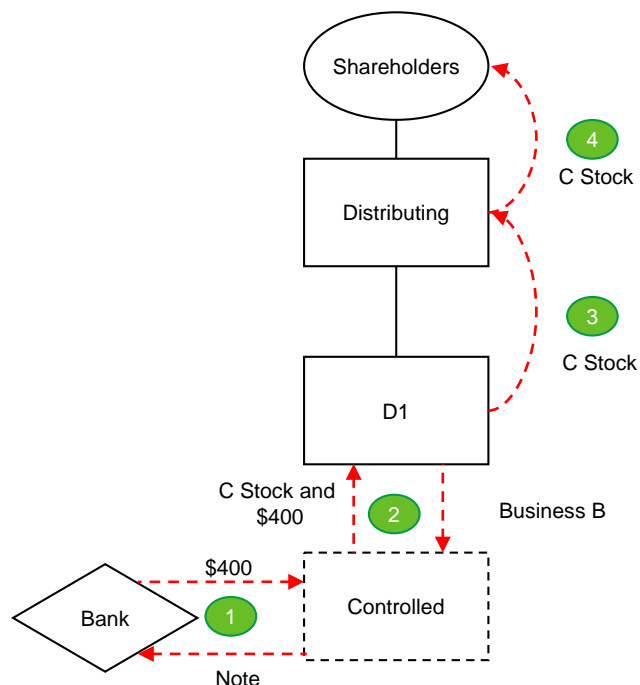 Shareholders
4
C Stock
Distributing
3
C Stock
D1
C Stock and
$400
2
Business B
$400
Controlled
Bank
1
Note